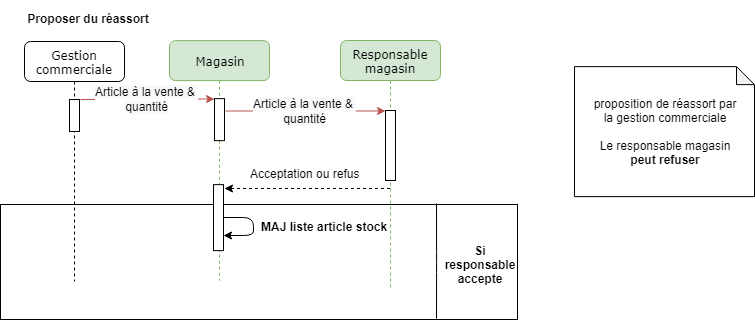 Proposer du réassort
Gestion
commerciale
Magasin
Responsable
magasin
Article à la vente &
quantité
Article à la vente &
quantité
proposition de réassort par
la gestion commerciale
Le responsable magasin
peut refuser
Acceptation ou refus
MAJ liste article stock
Si
responsable
accepte